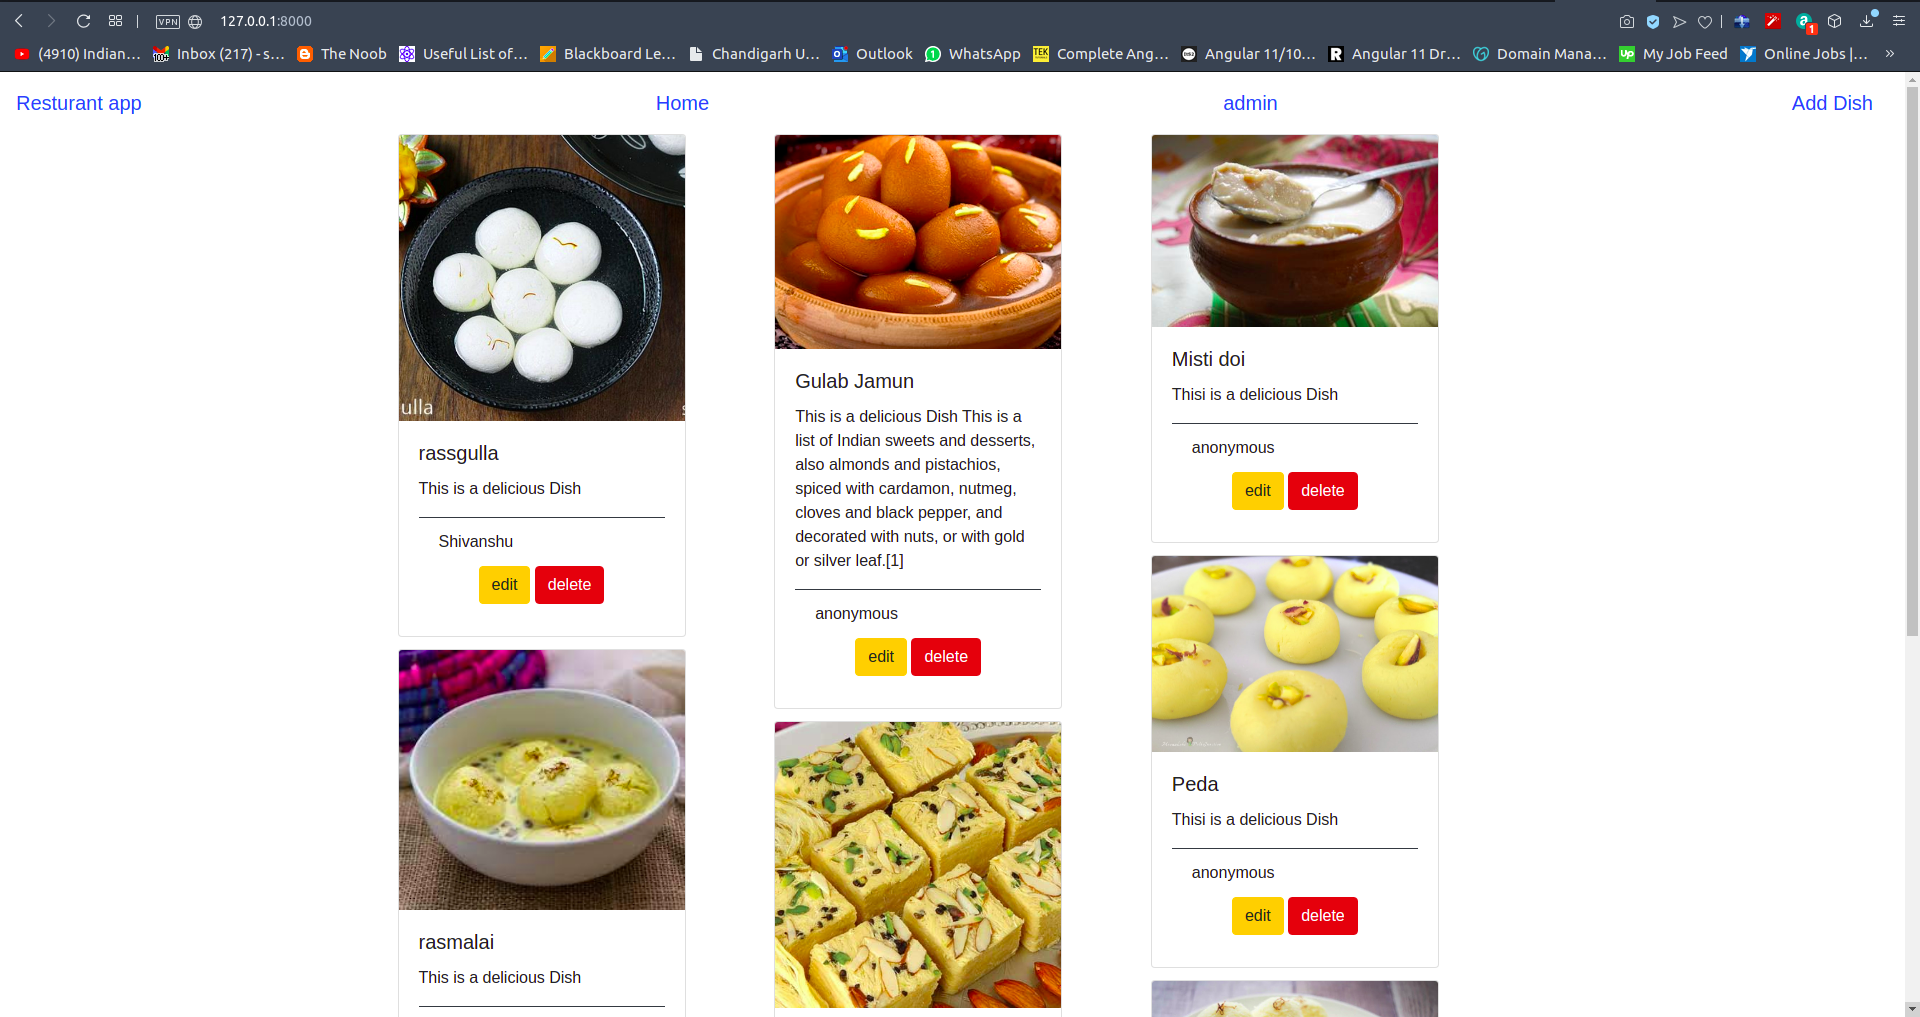 VPN
127.0.0.1:8000
1
(4910) Indian...
100+
Inbox (217) - s...
The Noob
Useful List of...
Blackboard Le...
Chandigarh U...
Outlook
WhatsApp
TEK
Complete Ang...
Angular 11/10...
R
Angular 11 Dr...
Domain Mana...
Up
My Job Feed
Online Jobs |...
»
Resturant app
Home
admin
Add Dish
ulla
rassgulla
This is a delicious Dish
Shivanshu
edit
delete
rasmalai
This is a delicious Dish
Gulab Jamun
This is a delicious Dish This is a
list of Indian sweets and desserts,
also almonds and pistachios,
spiced with cardamon, nutmeg,
cloves and black pepper, and
decorated with nuts, or with gold
or silver leaf.[1]
anonymous
edit
delete
Misti doi
Thisi is a delicious Dish
anonymous
edit
delete
Peda
Thisi is a delicious Dish
anonymous
edit
delete